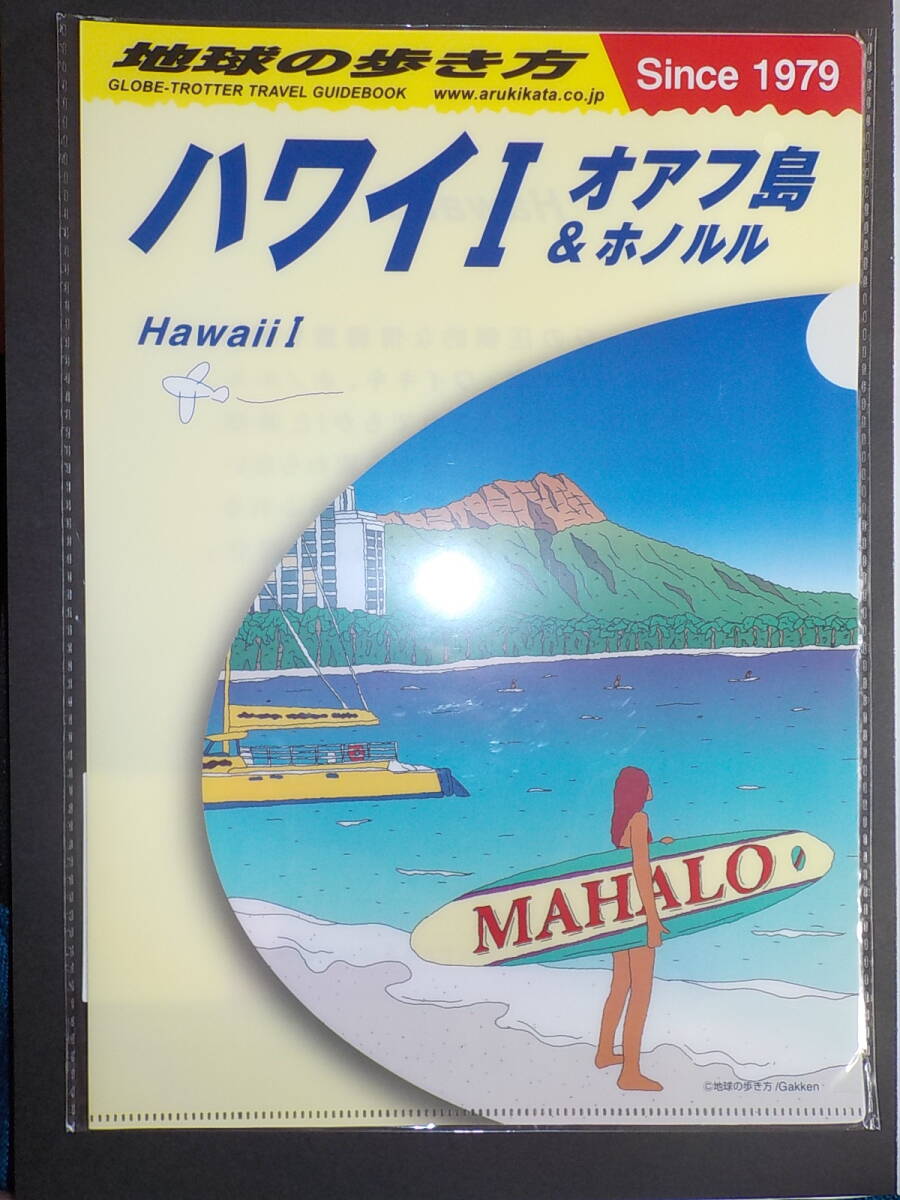 地球の歩き方
GLOBE-TROTTER TRAVEL GUIDEBOOK www.arukikata.co.jp
Since 1979
ハワイI オアフ島
&ホノルル
Hawaii I
MAHALO
©地球の歩き方/Gakken